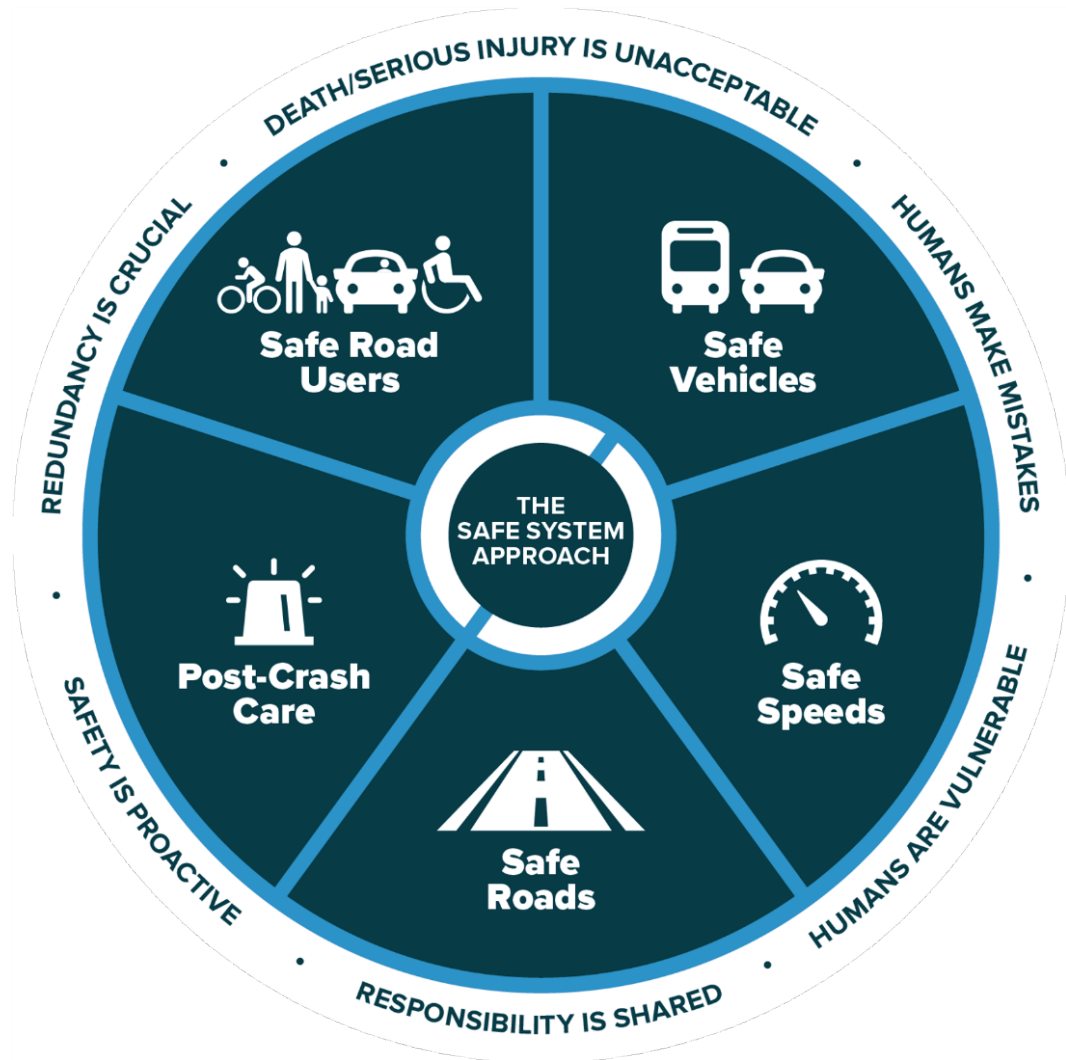 DEATH/SERIOUS INJURY IS UNACCEPTABLE
HUMANS MAKE MISTAKES
HUMANS ARE VULNERABLE
RESPONSIBILITY IS SHARED
SAFETY IS PROACTIVE
REDUNDANCY IS CRUCIAL
Safe Road
Users
Safe
Vehicles
Safe
Speeds
Safe
Roads
Post-Crash
Care
THE
SAFE SYSTEM
APPROACH